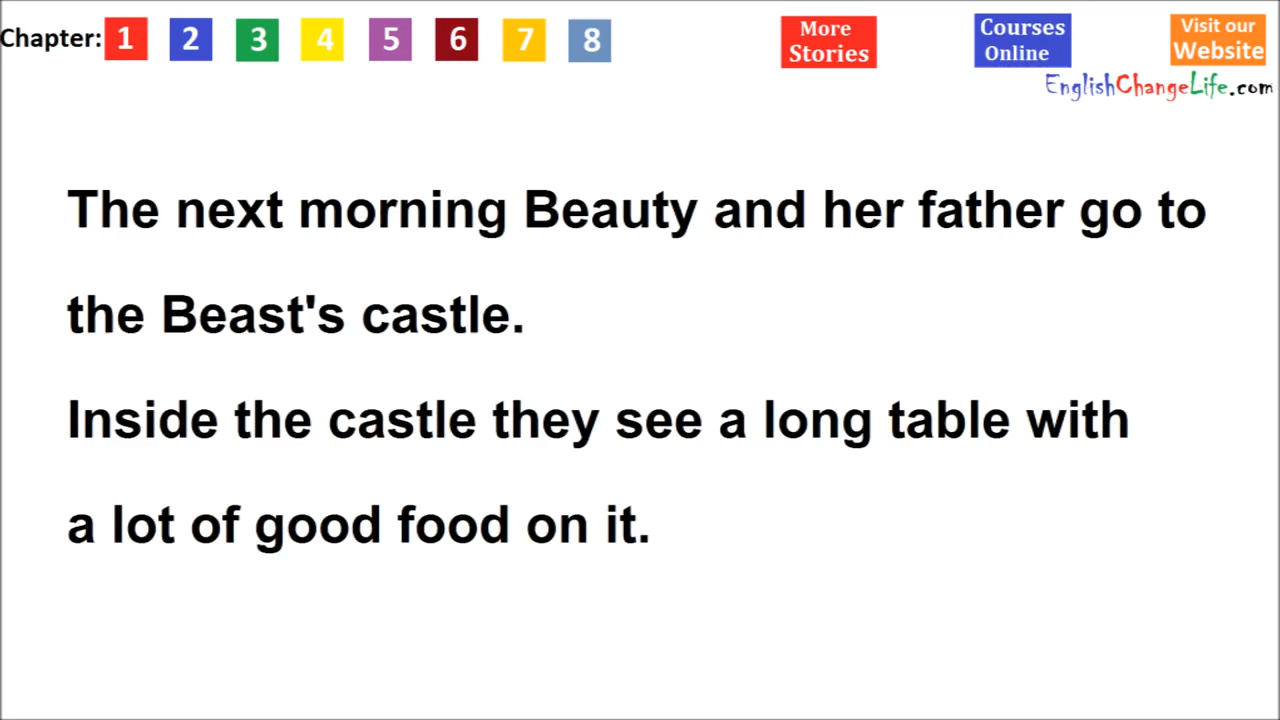 Chapter: 1 2 3 4 5 6 7 8
More
Stories
Courses
Online
Visit our
Website
EnglishChangeLife.com
The next morning Beauty and her father go to
the Beast's castle.
Inside the castle they see a long table with
a lot of good food on it.